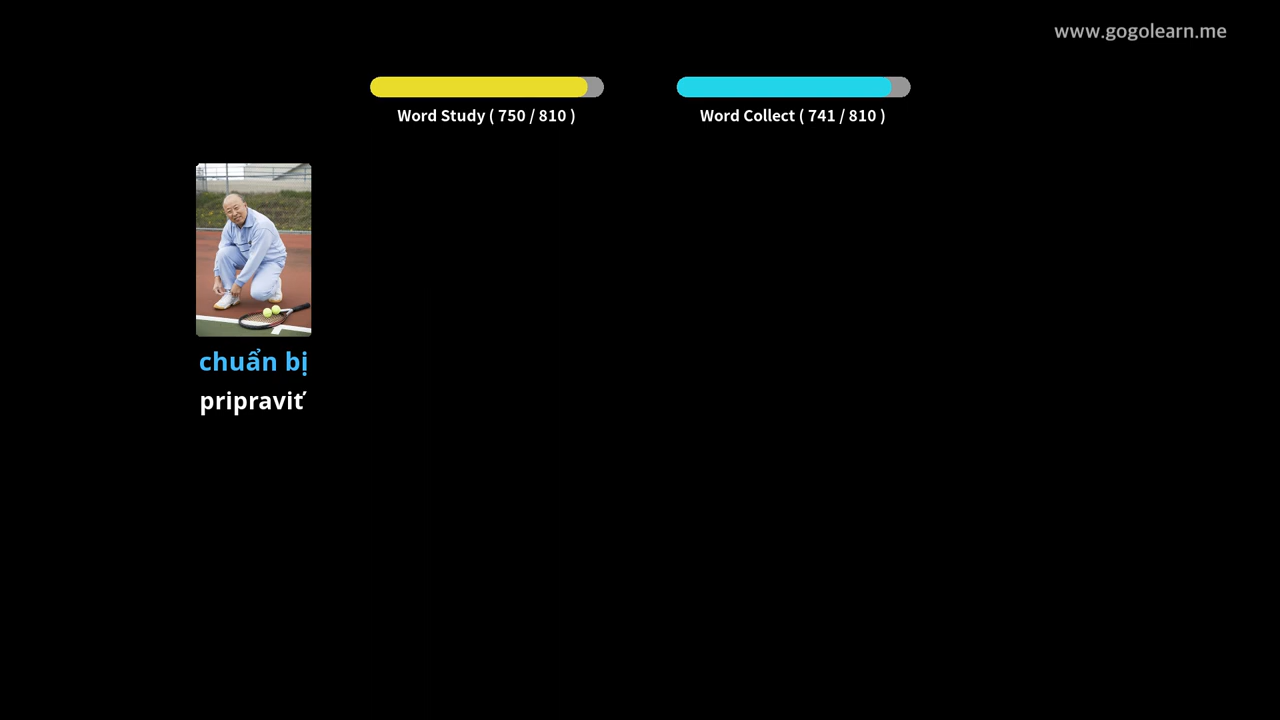 www.gogolearn.me
Word Study ( 750 / 810 )
Word Collect ( 741 / 810 )
chuẩn bị
pripraviť